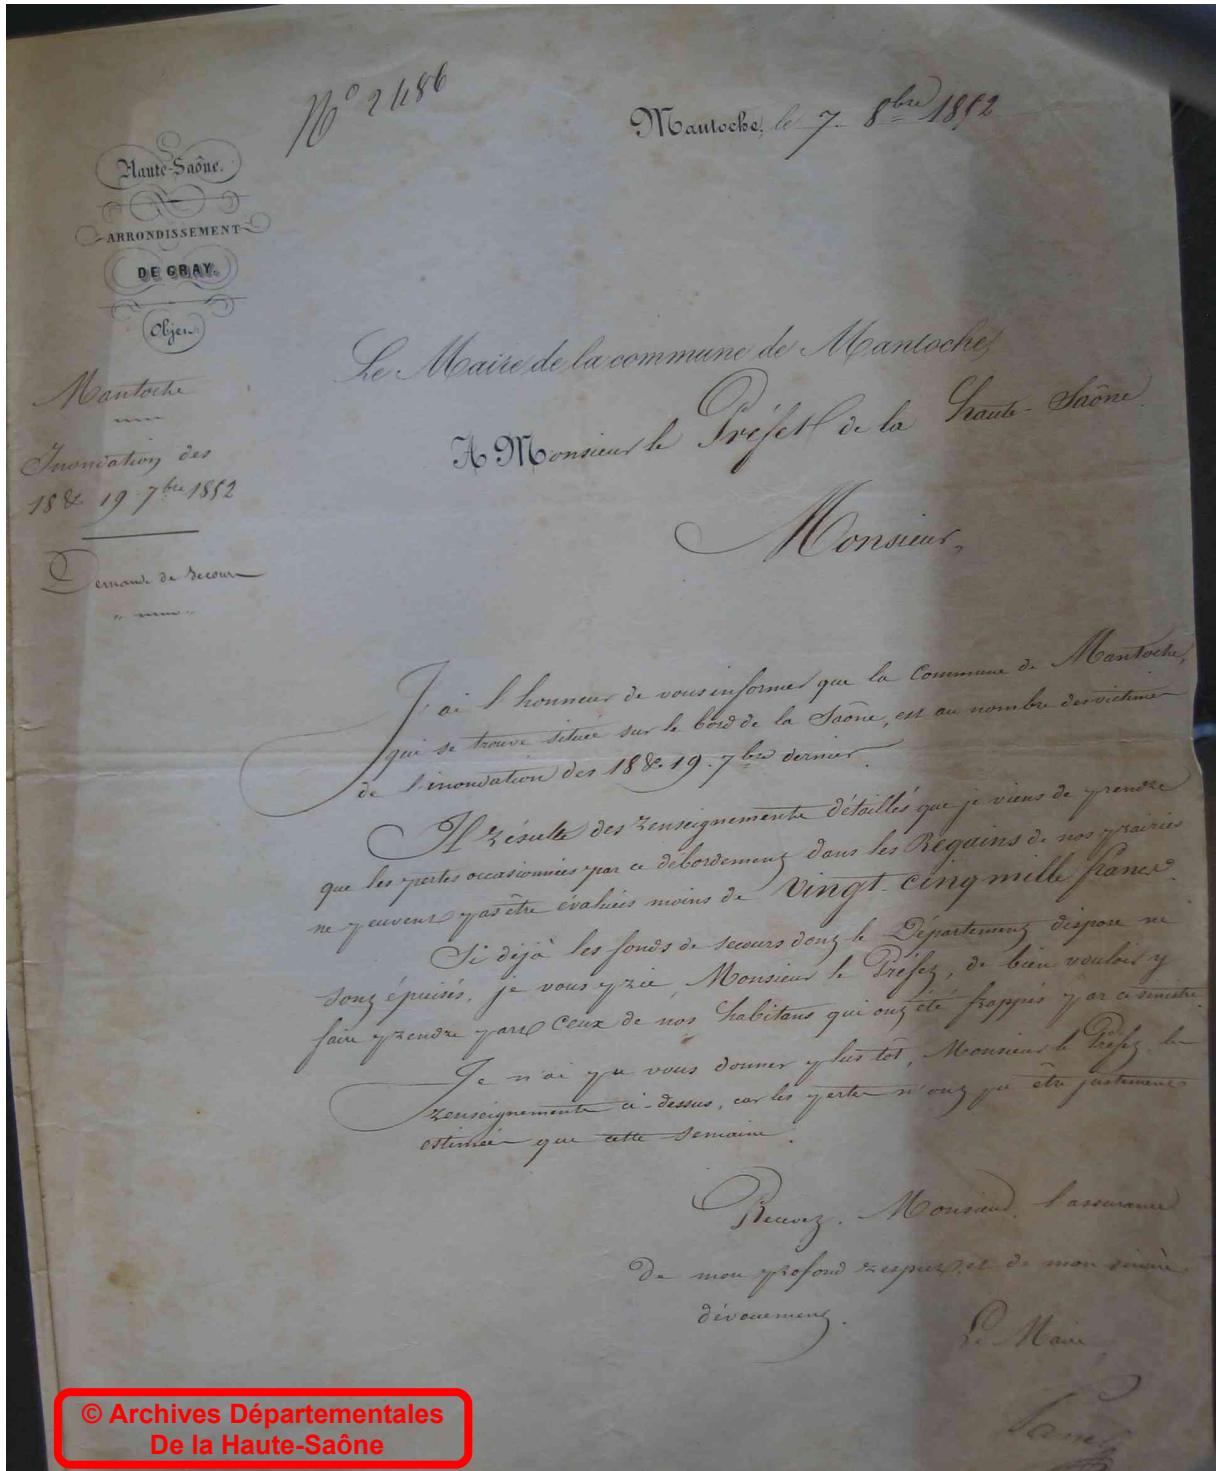 N° 2486
Mantoche, le 7. 8bre 1852
Haute-Saône.
ARRONDISSEMENT
DE GRAY.
Objet:
Mantoche
Inondation des
18 & 19 7bre 1852
Demande de Secours
Le Maire de la commune de Mantoche,
A Monsieur le Préfet de la haute-Saône.
Monsieur,
J'ai l'honneur de vous informer que la Commune de Mantoche,
qui se trouve située sur le bord de la Saône, est au nombre des victimes
de l'inondation des 18 & 19. 7bre dernier.
Il résulte des renseignements détaillés que je viens de prendre
que les pertes occasionnées par ce débordement dans les Regains de nos prairies
ne peuvent pas être évaluées moins de vingt-cinq mille francs.
Si déjà les fonds de secours dont le Département dispose ne
sont épuisés, je vous prie, Monsieur le Préfet, de bien vouloir y
faire prendre part ceux de nos habitans qui ont été frappés par ce sinistre.
Je n'ai pu vous donner plus tôt, Monsieur le Préfet, les
renseignements ci-dessus, car les pertes n'ont pu être justement
estimées que cette semaine.
Recevez, Monsieur, l'assurance
de mon profond respect et de mon sincère
dévouement.
Le Maire
© Archives Départementales
De la Haute-Saône